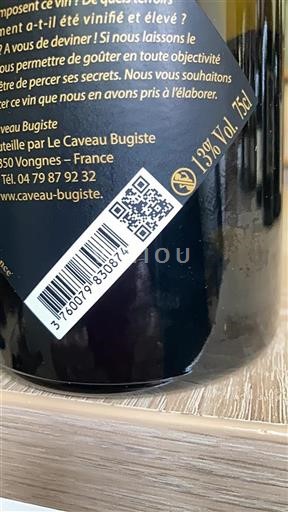 mposent ce vin ? De quels terroirs
ment a-t-il été vinifié et élevé ?
? A vous de deviner ! Si nous laissons le
ous permettre de goûter en toute objectivité
être de percer ses secrets. Nous vous souhaitons
cer ce vin que nous en avons pris à l'élaborer.
aveau Bugiste
uteille par Le Caveau Bugiste
350 Vongnes – France
Tél. 04 79 87 92 32
www.caveau-bugiste.
13% Vol. 75cl
3 760079 830874